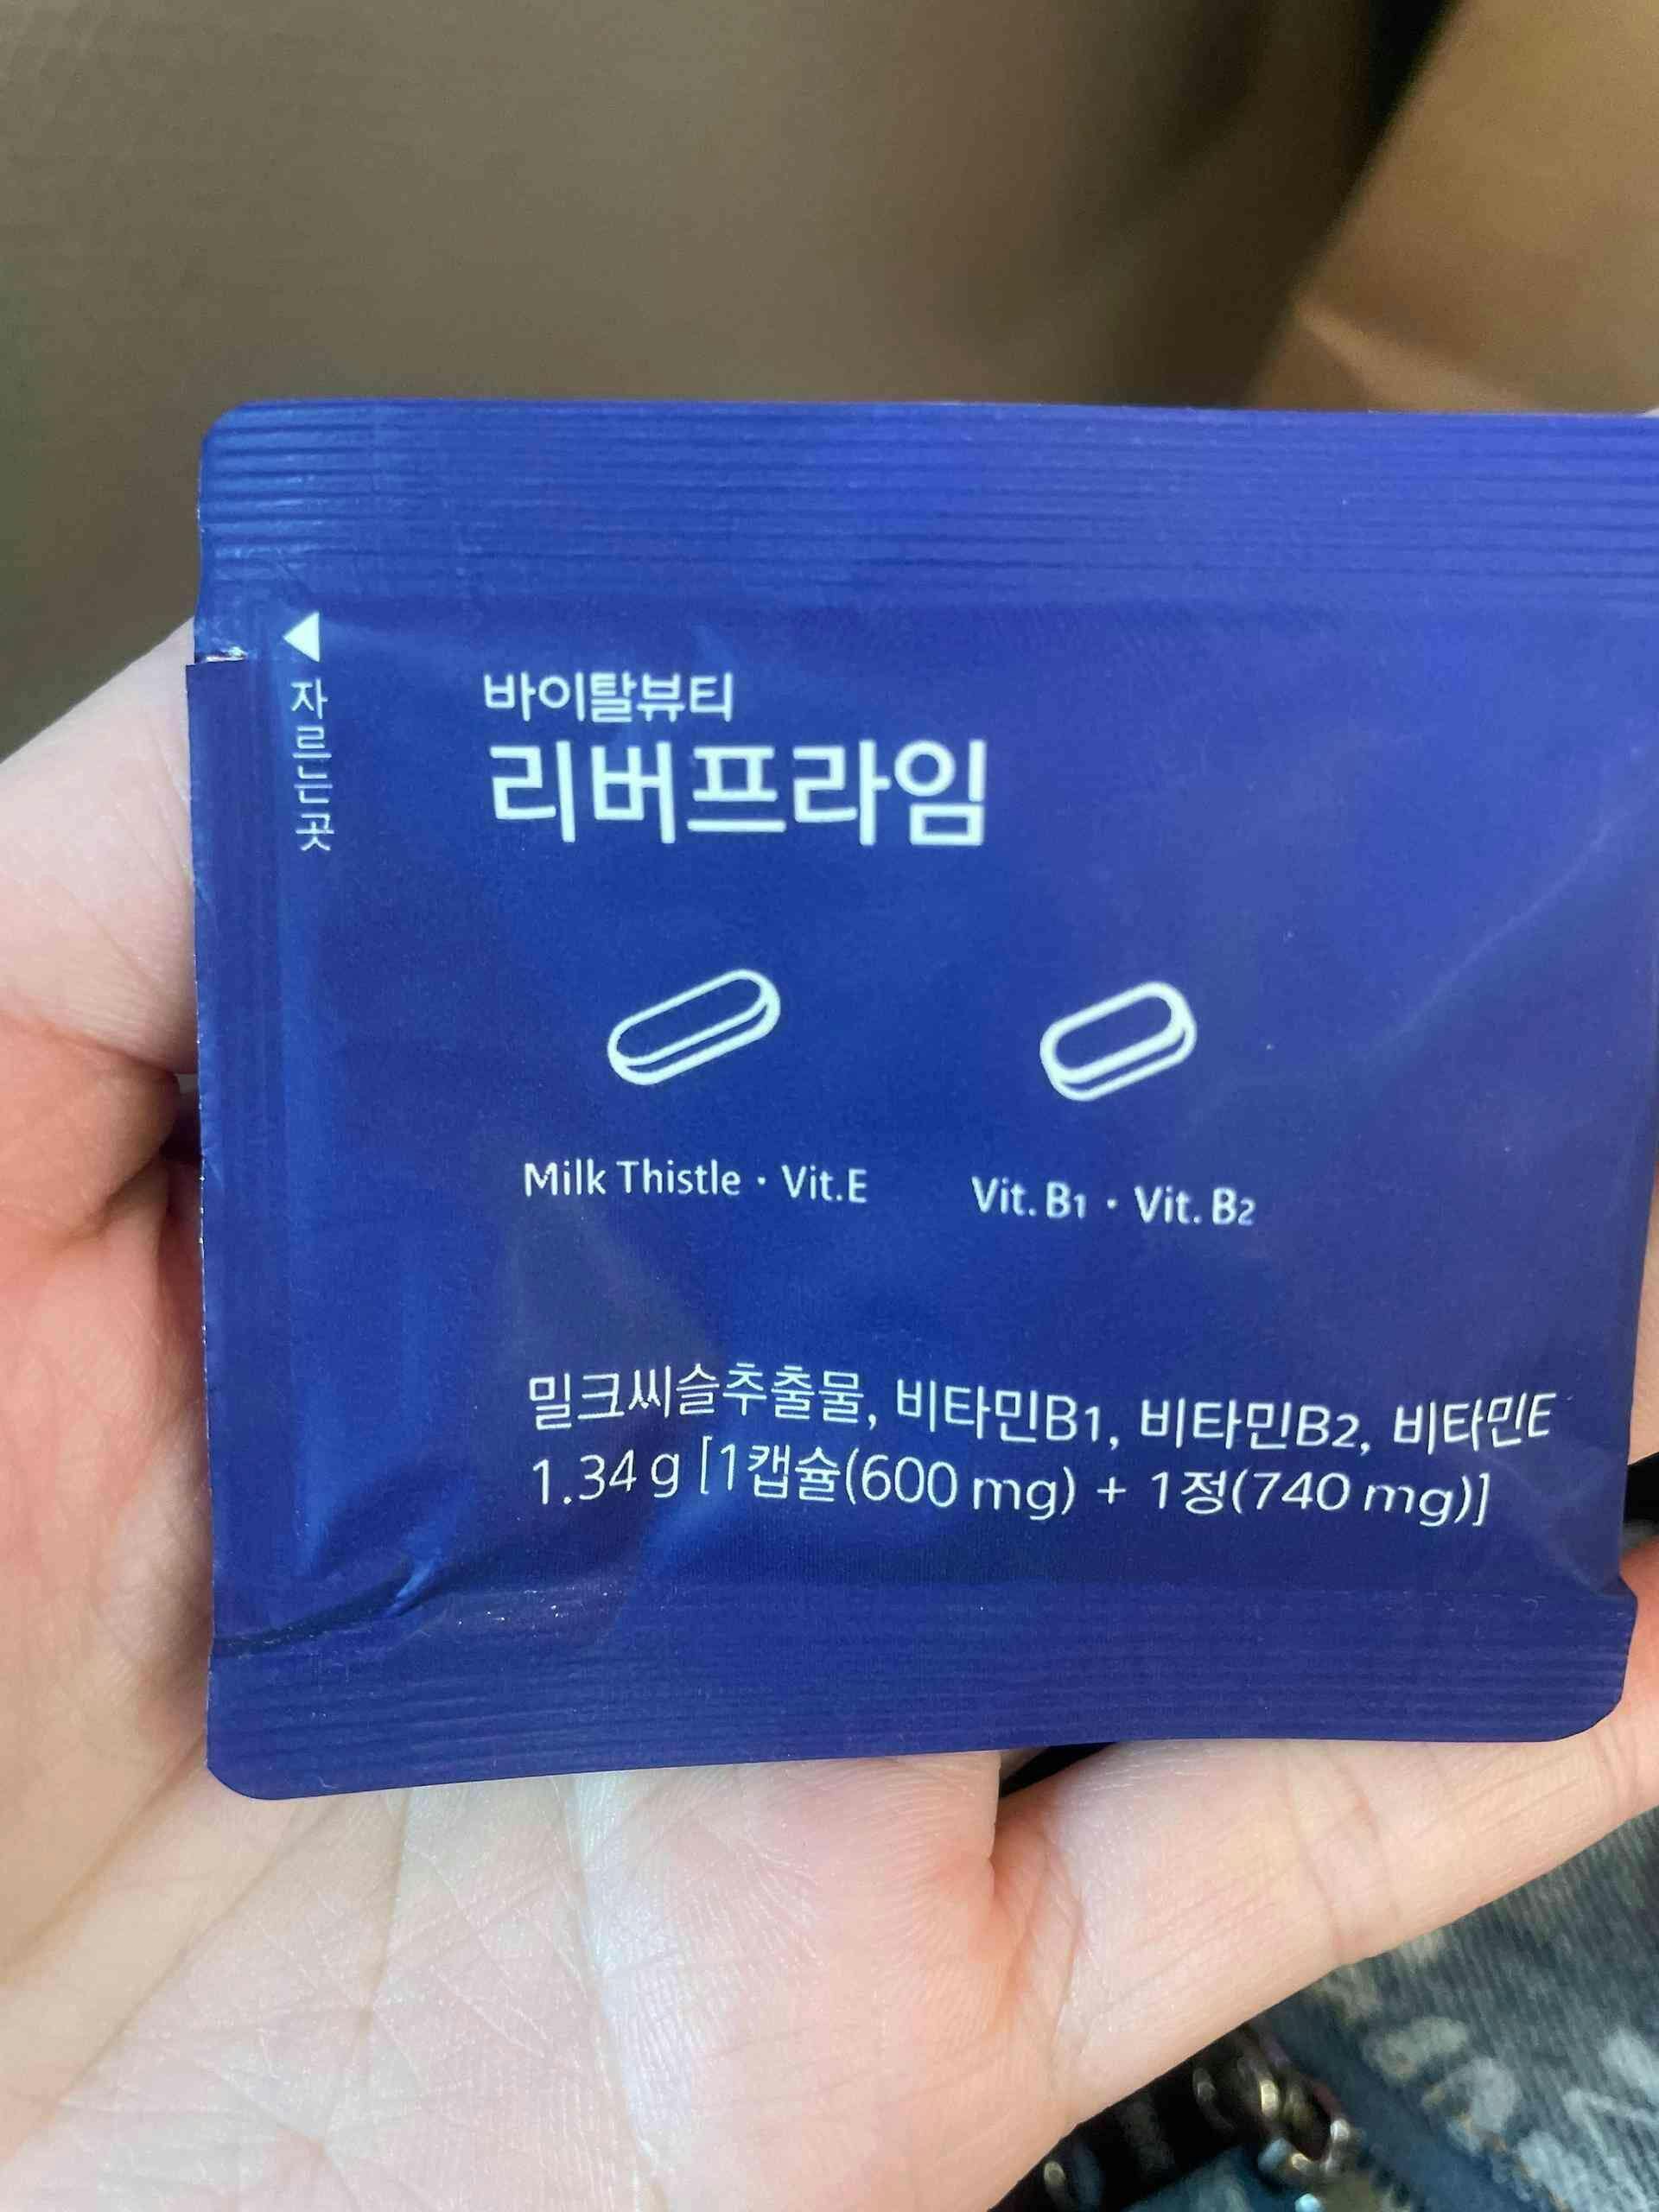 ◀ 자르는곳
바이탈뷰티
리버프라임
Milk Thistle · Vit.E
Vit. B1 · Vit. B2
밀크씨슬추출물, 비타민B1, 비타민B2, 비타민E
1.34 g [1캡슐(600 mg) + 1정(740 mg)]